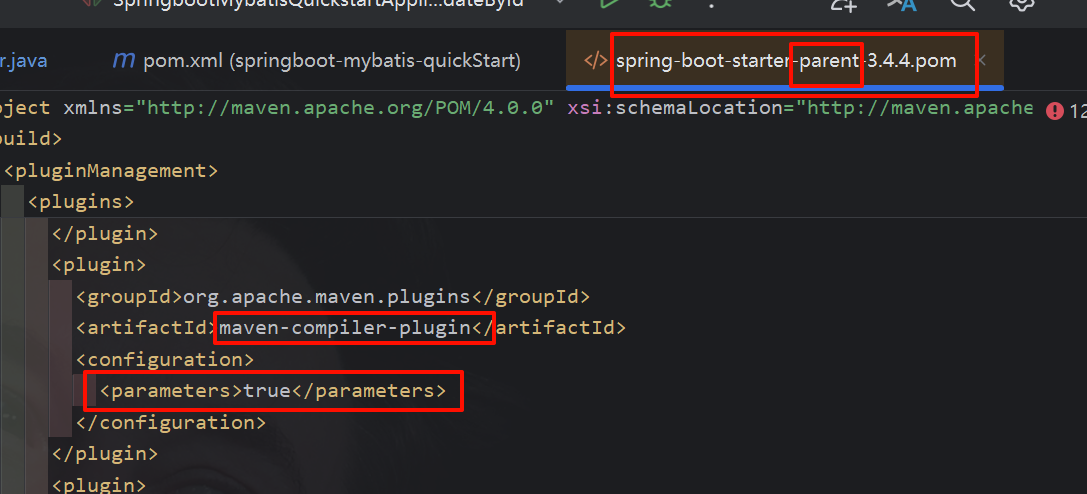 SpringbootMybatisQuickstartAppli...dateById
r.java
pom.xml (springboot-mybatis-quickStart)
</> spring-boot-starter-parent-3.4.4.pom
oject xmlns="http://maven.apache.org/POM/4.0.0" xsi:schemaLocation="http://maven.apache 12
build>
<pluginManagement>
<plugins>
</plugin>
<plugin>
<groupId>org.apache.maven.plugins</groupId>
<artifactId>maven-compiler-plugin</artifactId>
<configuration>
<parameters>true</parameters>
</configuration>
</plugin>
<plugin>